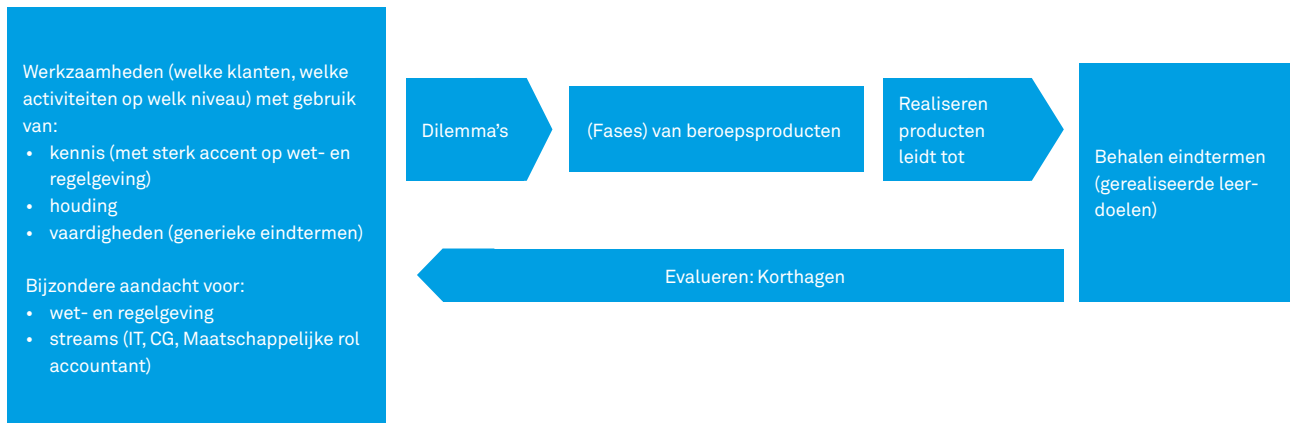 Werkzaamheden (welke klanten, welke
activiteiten op welk niveau) met gebruik
van:
• kennis (met sterk accent op wet- en
regelgeving)
• houding
• vaardigheden (generieke eindtermen)
Bijzondere aandacht voor:
• wet- en regelgeving
• streams (IT, CG, Maatschappelijke rol
accountant)
Dilemma’s
(Fases) van beroepsproducten
Realiseren
producten
leidt tot
Behalen eindtermen
(gerealiseerde leer-
doelen)
Evalueren: Korthagen